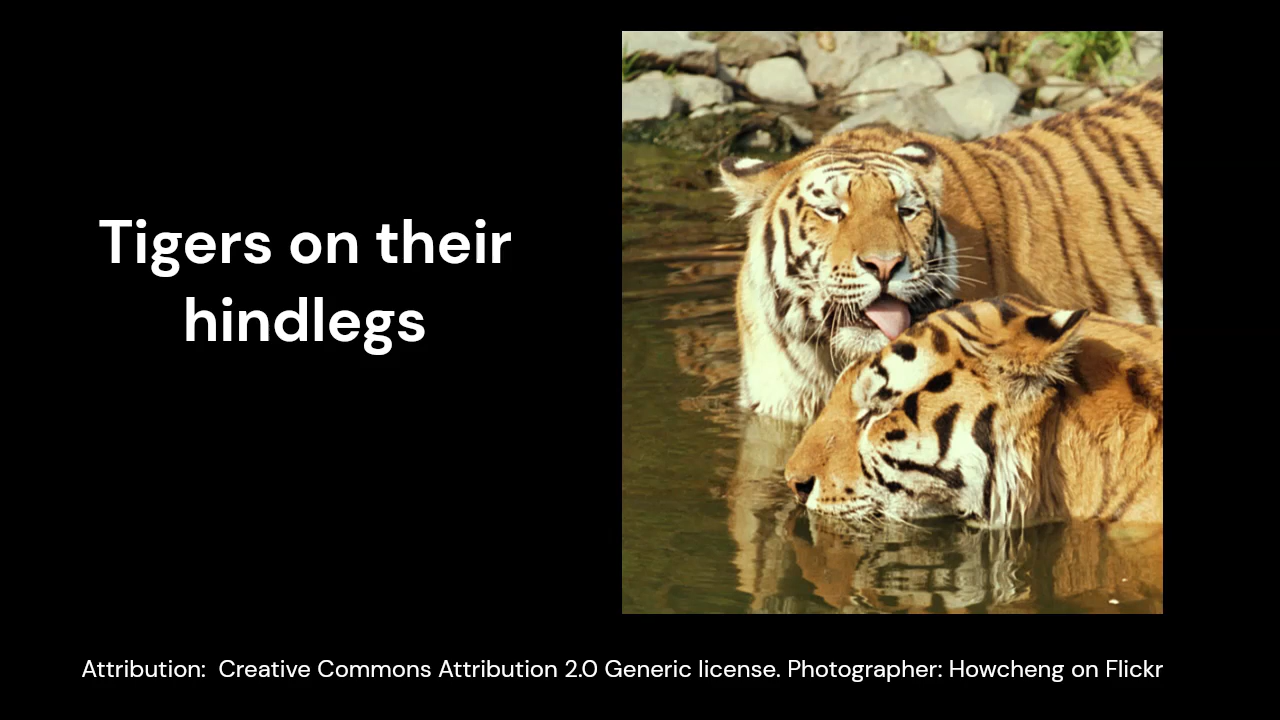 Tigers on their
hindlegs
Attribution:  Creative Commons Attribution 2.0 Generic license. Photographer: Howcheng on Flickr